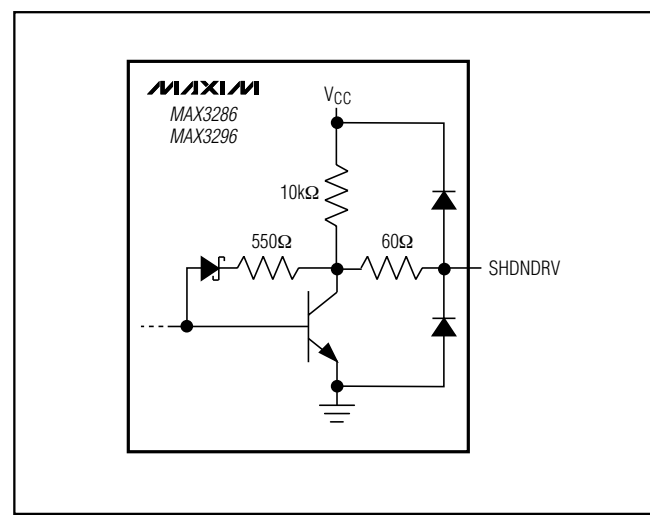 MAXIM
MAX3286
MAX3296
VCC
10kΩ
550Ω
60Ω
SHDNDRV